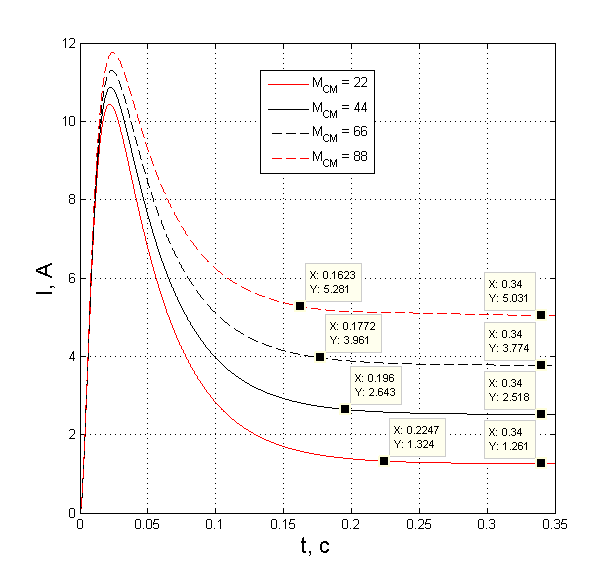 12
10
8
6
4
2
0
I, A
M_CM = 22
M_CM = 44
M_CM = 66
M_CM = 88
X: 0.1623
Y: 5.281
X: 0.34
Y: 5.031
X: 0.1772
Y: 3.961
X: 0.34
Y: 3.774
X: 0.196
Y: 2.643
X: 0.34
Y: 2.518
X: 0.2247
Y: 1.324
X: 0.34
Y: 1.261
0 0.05 0.1 0.15 0.2 0.25 0.3 0.35
t, c